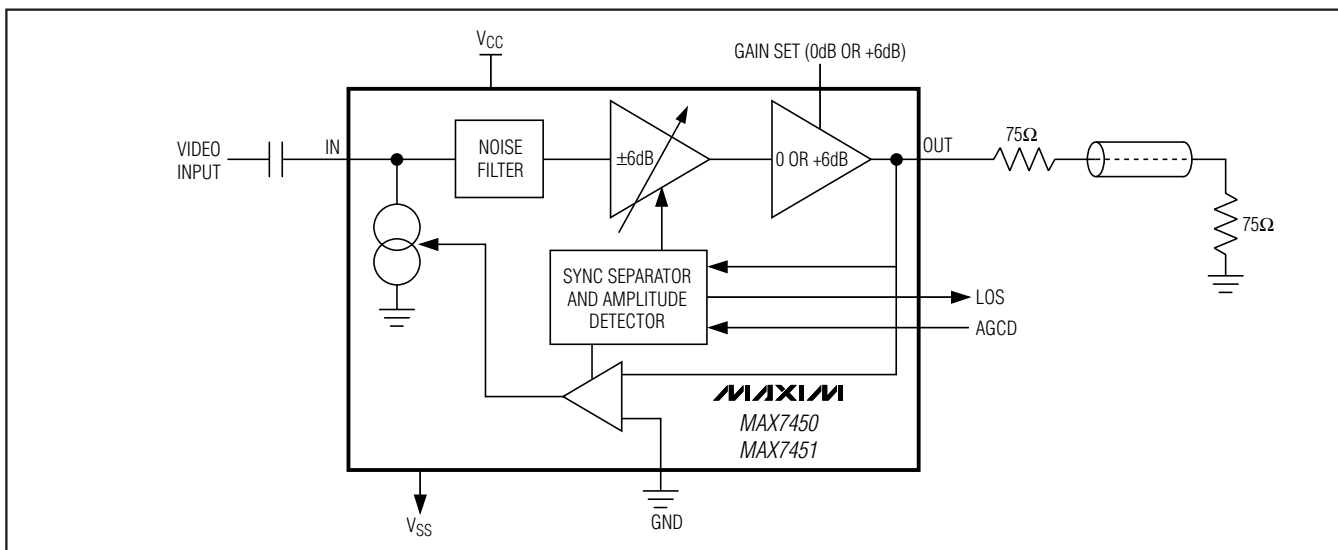 VCC
GAIN SET (0dB OR +6dB)
VIDEO
INPUT
IN
NOISE
FILTER
±6dB
0 OR +6dB
OUT
75Ω
75Ω
SYNC SEPARATOR
AND AMPLITUDE
DETECTOR
LOS
AGCD
MAXIM
MAX7450
MAX7451
VSS
GND